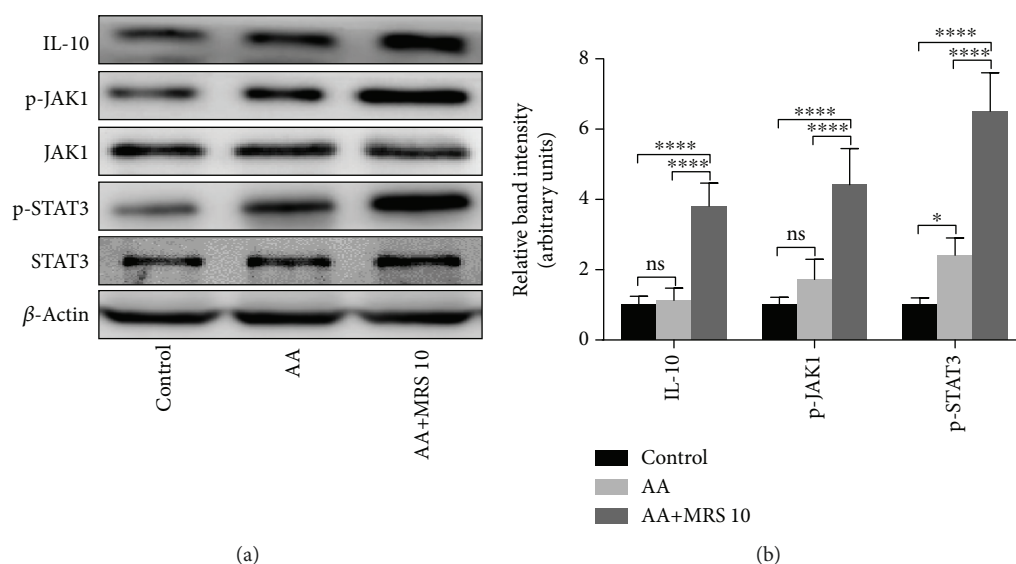 IL-10
p-JAK1
JAK1
p-STAT3
STAT3
β-Actin
Control
AA
AA+MRS 10
(a)
Relative band intensity
(arbitrary units)
8
6
4
2
0
ns
****
****
ns
****
****
*
****
****
IL-10
p-JAK1
p-STAT3
Control
AA
AA+MRS 10
(b)